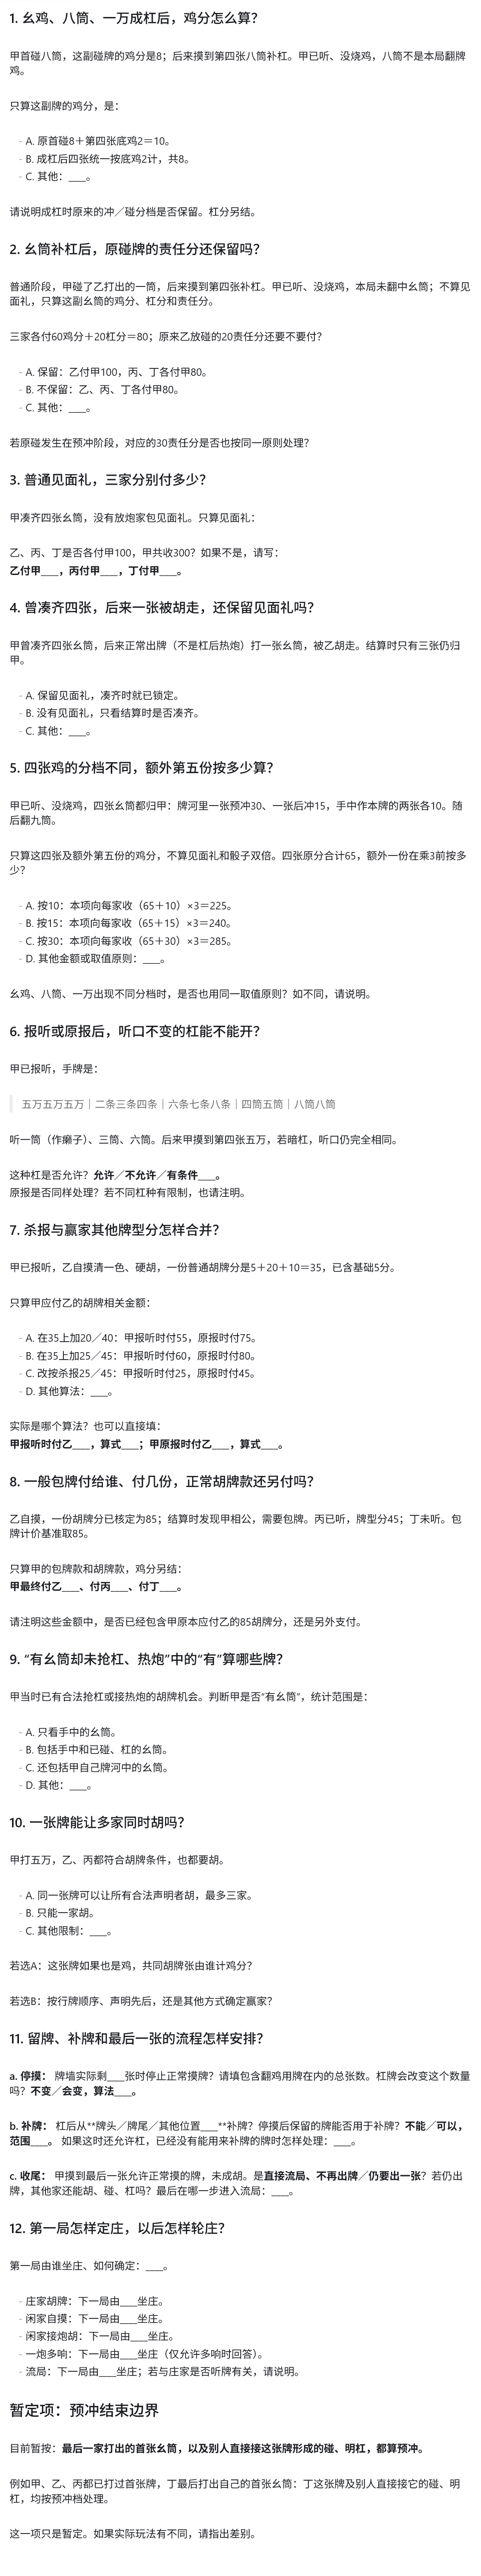 1. 幺鸡、八筒、一万成杠后，鸡分怎么算？
甲首碰八筒，这副碰牌的鸡分是8；后来摸到第四张八筒补杠。甲已听、没烧鸡，八筒不是本局翻牌
鸡。
只算这副牌的鸡分，是：
- A. 原首碰8＋第四张底鸡2＝10。
- B. 成杠后四张统一按底鸡2计，共8。
- C. 其他：____。
请说明成杠时原来的冲／碰分档是否保留。杠分另结。
2. 幺筒补杠后，原碰牌的责任分还保留吗？
普通阶段，甲碰了乙打出的一筒，后来摸到第四张补杠。甲已听、没烧鸡，本局未翻中幺筒；不算见
面礼，只算这副幺筒的鸡分、杠分和责任分。
三家各付60鸡分＋20杠分＝80；原来乙放碰的20责任分还要不要付？
- A. 保留：乙付甲100，丙、丁各付甲80。
- B. 不保留：乙、丙、丁各付甲80。
- C. 其他：____。
若原碰发生在预冲阶段，对应的30责任分是否也按同一原则处理？
3. 普通见面礼，三家分别付多少？
甲凑齐四张幺筒，没有放炮家包见面礼。只算见面礼：
乙、丙、丁是否各付甲100，甲共收300？如果不是，请写：
乙付甲____，丙付甲____，丁付甲____。
4. 曾凑齐四张，后来一张被胡走，还保留见面礼吗？
甲曾凑齐四张幺筒，后来正常出牌（不是杠后热炮）打一张幺筒，被乙胡走。结算时只有三张仍归
甲。
- A. 保留见面礼，凑齐时就已锁定。
- B. 没有见面礼，只看结算时是否凑齐。
- C. 其他：____。
5. 四张鸡的分档不同，额外第五份按多少算？
甲已听、没烧鸡，四张幺筒都归甲：牌河里一张预冲30、一张后冲15，手中作本牌的两张各10。随
后翻九筒。
只算这四张及额外第五份的鸡分，不算见面礼和骰子双倍。四张原分合计65，额外一份在乘3前按多
少？
- A. 按10：本项向每家收（65＋10）×3＝225。
- B. 按15：本项向每家收（65＋15）×3＝240。
- C. 按30：本项向每家收（65＋30）×3＝285。
- D. 其他金额或取值原则：____。
幺鸡、八筒、一万出现不同分档时，是否也用同一取值原则？如不同，请说明。
6. 报听或原报后，听口不变的杠能不能开？
甲已报听，手牌是：
五万五万五万｜二条三条四条｜六条七条八条｜四筒五筒｜八筒八筒
听一筒（作癞子）、三筒、六筒。后来甲摸到第四张五万，若暗杠，听口仍完全相同。
这种杠是否允许？允许／不允许／有条件____。
原报是否同样处理？若不同杠种有限制，也请注明。
7. 杀报与赢家其他牌型分怎样合并？
甲已报听，乙自摸清一色、硬胡，一份普通胡牌分是5＋20＋10＝35，已含基础5分。
只算甲应付乙的胡牌相关金额：
- A. 在35上加20／40：甲报听时付55，原报时付75。
- B. 在35上加25／45：甲报听时付60，原报时付80。
- C. 改按杀报25／45：甲报听时付25，原报时付45。
- D. 其他算法：____。
实际是哪个算法？也可以直接填：
甲报听时付乙____，算式____；甲原报时付乙____，算式____。
8. 一般包牌付给谁、付几份，正常胡牌款还另付吗？
乙自摸，一份胡牌分已核定为85；结算时发现甲相公，需要包牌。丙已听，牌型分45；丁未听。包
牌计价基准取85。
只算甲的包牌款和胡牌款，鸡分另结：
甲最终付乙____、付丙____、付丁____。
请注明这些金额中，是否已经包含甲原本应付乙的85胡牌分，还是另外支付。
9. “有幺筒却未抢杠、热炮”中的“有”算哪些牌？
甲当时已有合法抢杠或接热炮的胡牌机会。判断甲是否“有幺筒”，统计范围是：
- A. 只看手中的幺筒。
- B. 包括手中和已碰、杠的幺筒。
- C. 还包括甲自己牌河中的幺筒。
- D. 其他：____。
10. 一张牌能让多家同时胡吗？
甲打五万，乙、丙都符合胡牌条件，也都要胡。
- A. 同一张牌可以让所有合法声明者胡，最多三家。
- B. 只能一家胡。
- C. 其他限制：____。
若选A：这张牌如果也是鸡，共同胡牌张由谁计鸡分？
若选B：按行牌顺序、声明先后，还是其他方式确定赢家？
11. 留牌、补牌和最后一张的流程怎样安排？
a. 停摸： 牌墙实际剩____张时停止正常摸牌？请填包含翻鸡用牌在内的总张数。杠牌会改变这个数量
吗？不变／会变，算法____。
b. 补牌： 杠后从**牌头／牌尾／其他位置____**补牌？停摸后保留的牌能否用于补牌？不能／可以，
范围____。 如果这时还允许杠，已经没有能用来补牌的牌时怎样处理：____。
c. 收尾： 甲摸到最后一张允许正常摸的牌，未成胡。是直接流局、不再出牌／仍要出一张？若仍出
牌，其他家还能胡、碰、杠吗？最后在哪一步进入流局：____。
12. 第一局怎样定庄，以后怎样轮庄？
第一局由谁坐庄、如何确定：____。
- 庄家胡牌：下一局由____坐庄。
- 闲家自摸：下一局由____坐庄。
- 闲家接炮胡：下一局由____坐庄。
- 一炮多响：下一局由____坐庄（仅允许多响时回答）。
- 流局：下一局由____坐庄；若与庄家是否听牌有关，请说明。
暂定项：预冲结束边界
目前暂按：最后一家打出的首张幺筒，以及别人直接接这张牌形成的碰、明杠，都算预冲。
例如甲、乙、丙都已打过首张牌，丁最后打出自己的首张幺筒：丁这张牌及别人直接接它的碰、明
杠，均按预冲档处理。
这一项只是暂定。如果实际玩法有不同，请指出差别。